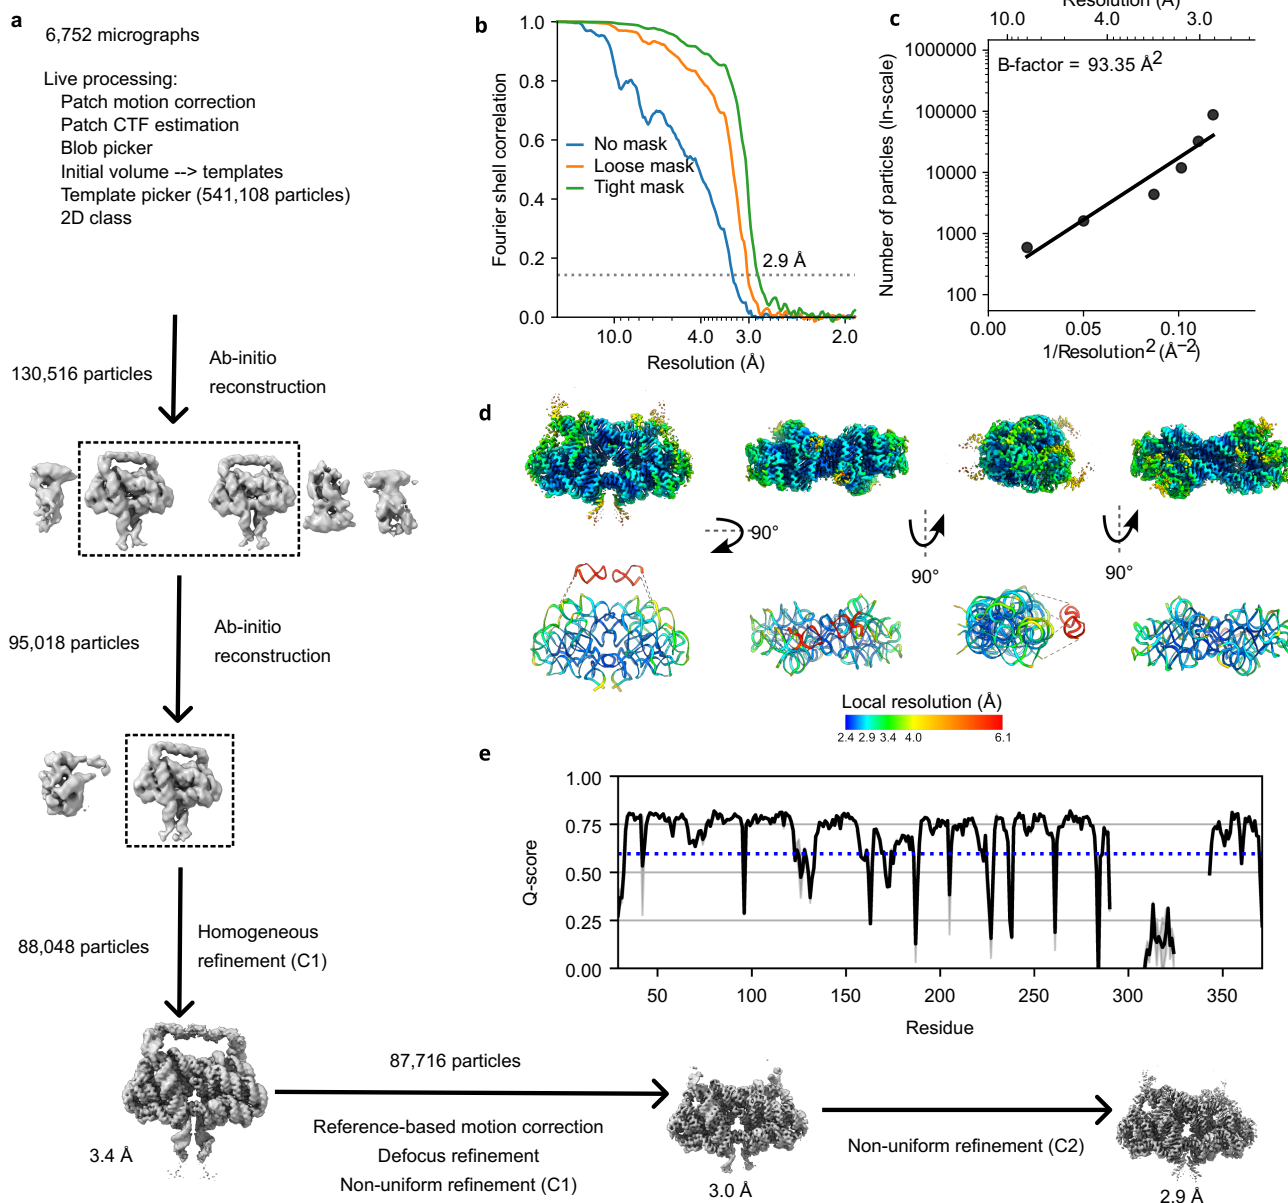 a
6,752 micrographs
Live processing:
Patch motion correction
Patch CTF estimation
Blob picker
Initial volume --> templates
Template picker (541,108 particles)
2D class
130,516 particles
Ab-initio
reconstruction
95,018 particles
Ab-initio
reconstruction
88,048 particles
Homogeneous
refinement (C1)
3.4 Å
87,716 particles
Reference-based motion correction
Defocus refinement
Non-uniform refinement (C1)
3.0 Å
Non-uniform refinement (C2)
2.9 Å
b
1.0
0.8
0.6
0.4
0.2
0.0
Fourier shell correlation
No mask
Loose mask
Tight mask
2.9 Å
10.0 4.0 3.0 2.0
Resolution (Å)
c
Resolution (Å)
10.0 4.0 3.0
B-factor = 93.35 Å²
1000000
100000
10000
1000
100
Number of particles (ln-scale)
0.00 0.05 0.10
1/Resolution² (Å⁻²)
d
90°
90°
90°
Local resolution (Å)
2.4 2.9 3.4 4.0 6.1
e
1.00
0.75
0.50
0.25
0.00
Q-score
50 100 150 200 250 300 350
Residue